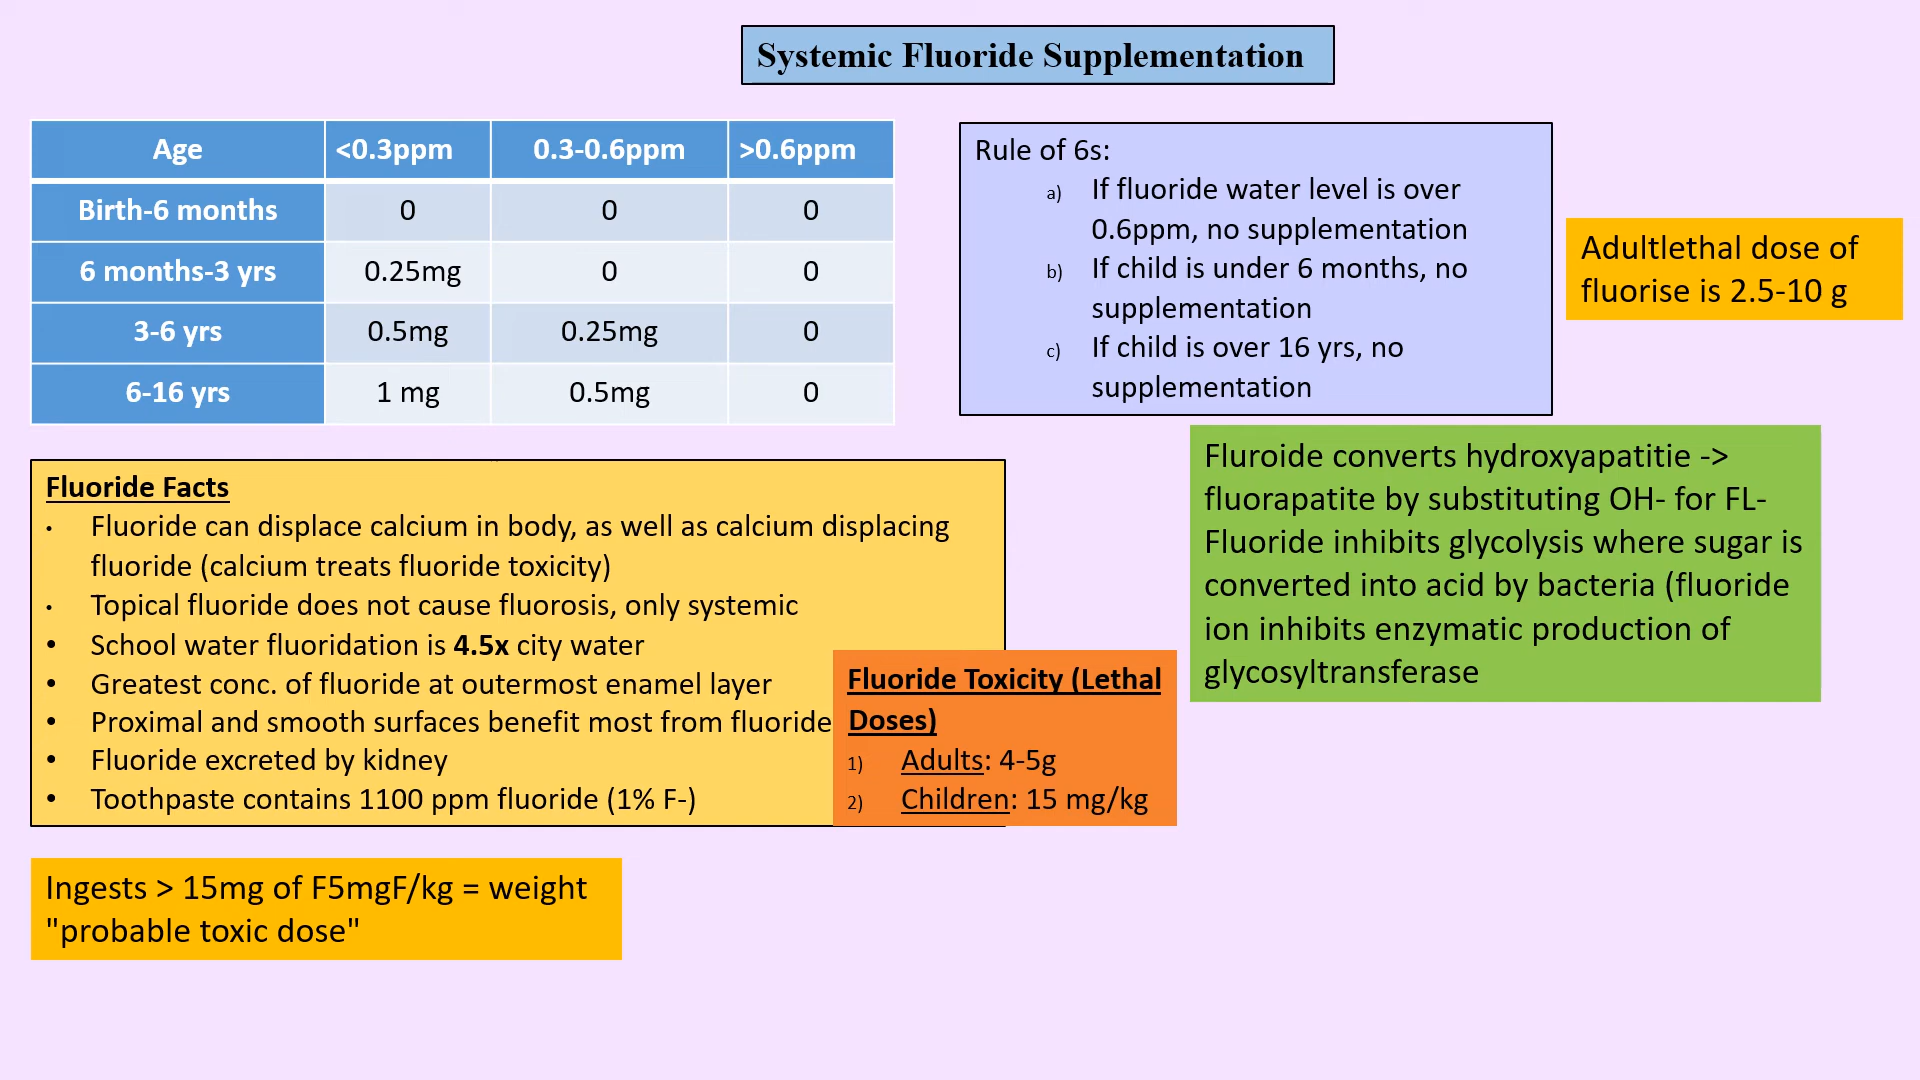 Systemic Fluoride Supplementation
Age <0.3ppm 0.3-0.6ppm >0.6ppm
Birth-6 months 0 0 0
6 months-3 yrs 0.25mg 0 0
3-6 yrs 0.5mg 0.25mg 0
6-16 yrs 1 mg 0.5mg 0
Rule of 6s:
a) If fluoride water level is over
0.6ppm, no supplementation
b) If child is under 6 months, no
supplementation
c) If child is over 16 yrs, no
supplementation
Adultlethal dose of
fluorise is 2.5-10 g
Fluoride Facts
• Fluoride can displace calcium in body, as well as calcium displacing
fluoride (calcium treats fluoride toxicity)
• Topical fluoride does not cause fluorosis, only systemic
• School water fluoridation is 4.5x city water
• Greatest conc. of fluoride at outermost enamel layer
• Proximal and smooth surfaces benefit most from fluoride
• Fluoride excreted by kidney
• Toothpaste contains 1100 ppm fluoride (1% F-)
Fluoride Toxicity (Lethal
Doses)
1) Adults: 4-5g
2) Children: 15 mg/kg
Fluroide converts hydroxyapatitie ->
fluorapatite by substituting OH- for FL-
Fluoride inhibits glycolysis where sugar is
converted into acid by bacteria (fluoride
ion inhibits enzymatic production of
glycosyltransferase
Ingests > 15mg of F5mgF/kg = weight
"probable toxic dose"